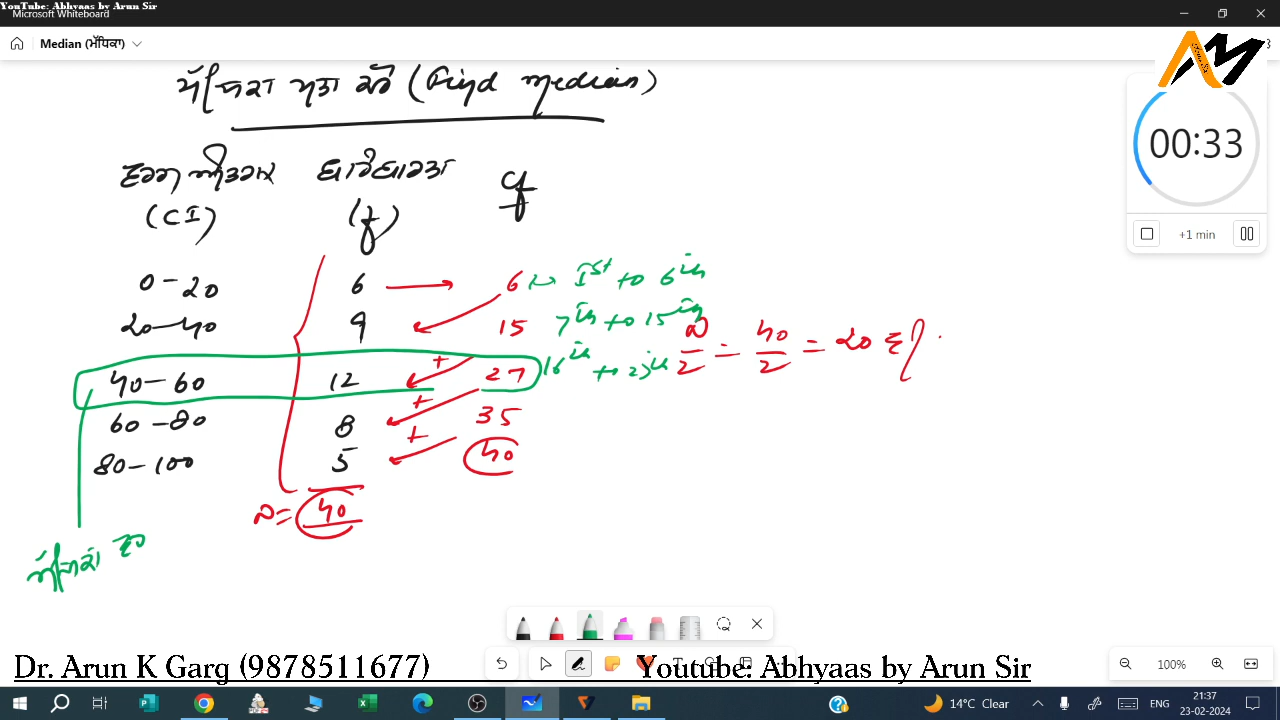 YouTube: Abhyaas by Arun Sir
Microsoft Whiteboard
Median (ਮੱਧਿਕਾ)
ਮੱਧਿਕਾ ਪਤਾ ਕਰੋ (Find median)
ਵਰਗ ਅੰਤਰਾਲ ਬਾਰੰਬਾਰਤਾ cf
(CI) (f)
0-20 6 6 Ist to 6th
20-40 9 15 7th to 15th
40-60 12 + 27 16th to 27th
N/2 = 40/2 = 20 ਵੀਂ
60-80 + 8 35
80-100 + 5 40
N= 40
ਮੱਧਿਕਾ ਵ
00:33
+1 min
Dr. Arun K Garg (9878511677) Youtube: Abhyaas by Arun Sir
100%
14°C Clear
ENG
21:37
23-02-2024